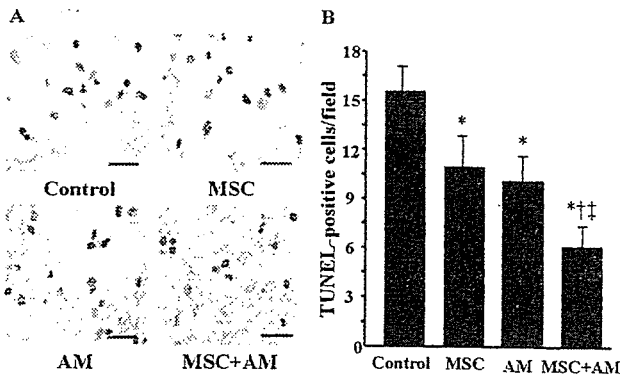 A
Control
MSC
AM
MSC+AM
B
TUNEL-positive cells/field
18
15
12
9
6
3
0
*
*
*†‡
Control MSC AM MSC+AM